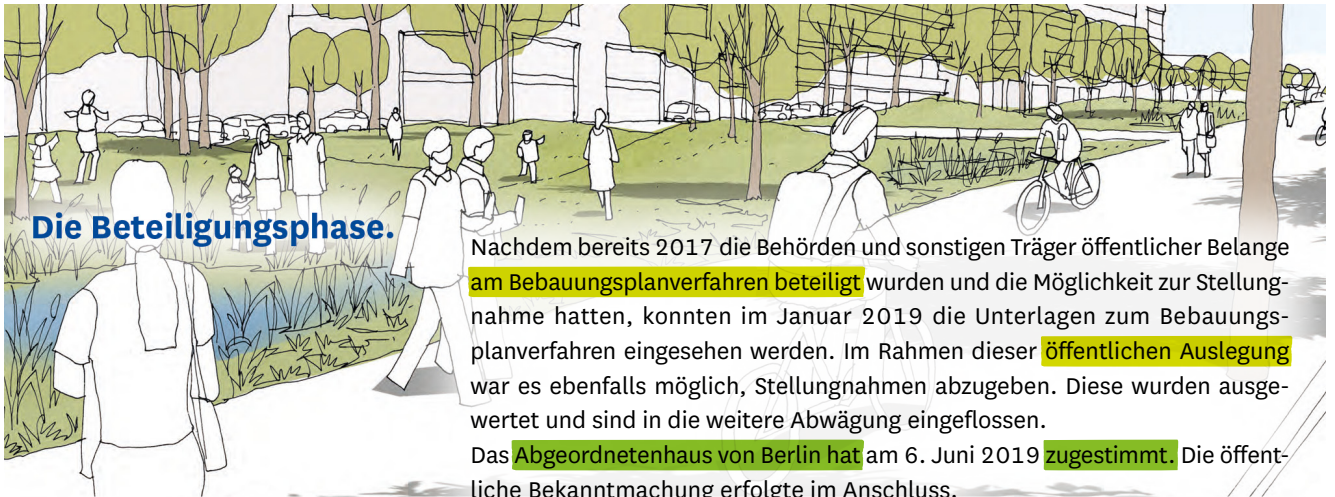 Die Beteiligungsphase.
Nachdem bereits 2017 die Behörden und sonstigen Träger öffentlicher Belange
am Bebauungsplanverfahren beteiligt wurden und die Möglichkeit zur Stellung-
nahme hatten, konnten im Januar 2019 die Unterlagen zum Bebauungs-
planverfahren eingesehen werden. Im Rahmen dieser öffentlichen Auslegung
war es ebenfalls möglich, Stellungnahmen abzugeben. Diese wurden ausge-
wertet und sind in die weitere Abwägung eingeflossen.
Das Abgeordnetenhaus von Berlin hat am 6. Juni 2019 zugestimmt. Die öffent-
liche Bekanntmachung erfolgte im Anschluss.